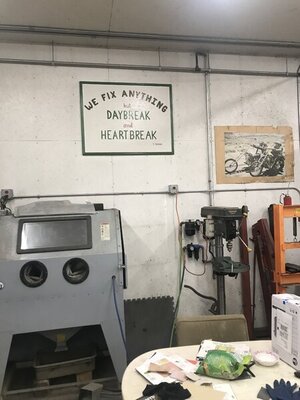 WE FIX ANYTHING
but
DAYBREAK
and
HEARTBREAK